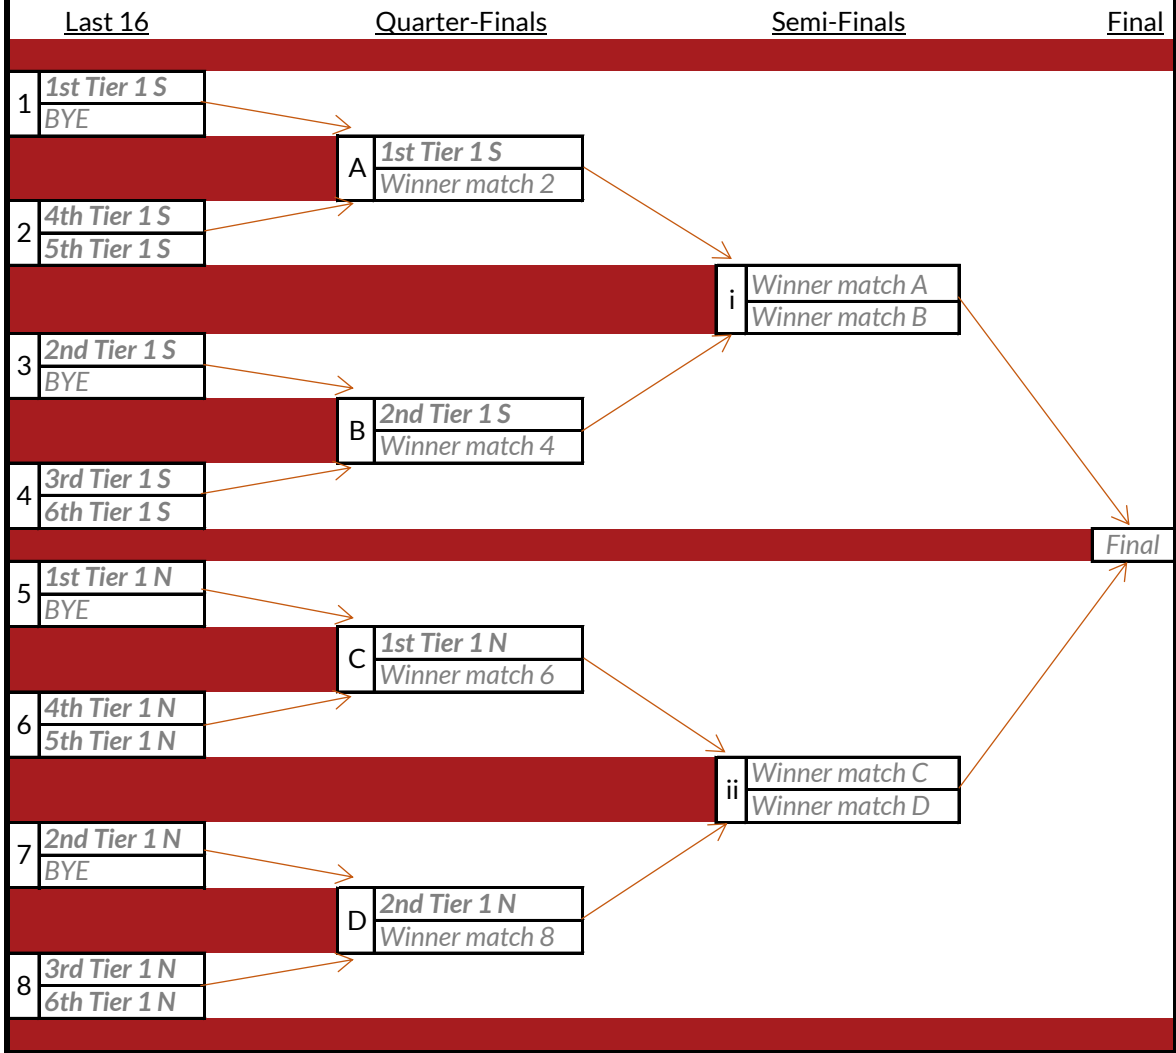 Last 16 Quarter-Finals Semi-Finals Final
1 1st Tier 1 S
BYE
A 1st Tier 1 S
Winner match 2
2 4th Tier 1 S
5th Tier 1 S
i Winner match A
Winner match B
3 2nd Tier 1 S
BYE
B 2nd Tier 1 S
Winner match 4
4 3rd Tier 1 S
6th Tier 1 S
Final
5 1st Tier 1 N
BYE
C 1st Tier 1 N
Winner match 6
6 4th Tier 1 N
5th Tier 1 N
ii Winner match C
Winner match D
7 2nd Tier 1 N
BYE
D 2nd Tier 1 N
Winner match 8
8 3rd Tier 1 N
6th Tier 1 N